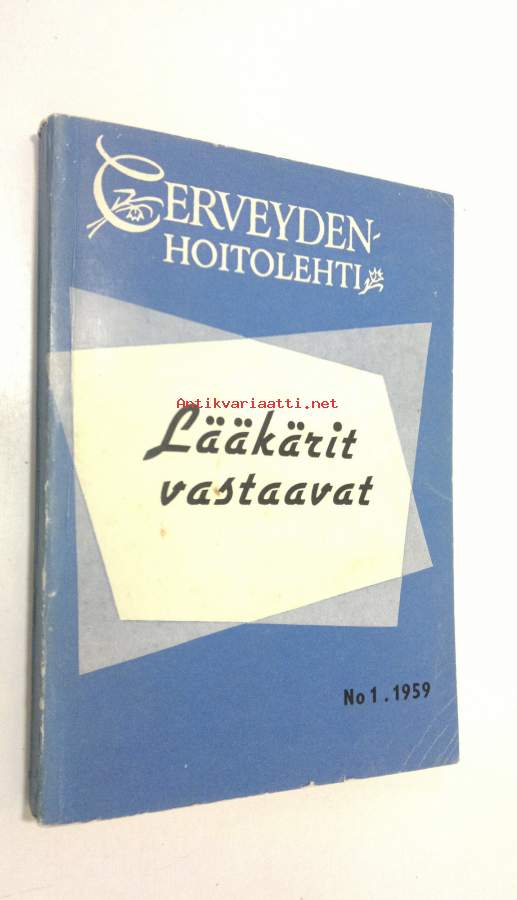 TERVEYDEN-
HOITOLEHTI
Antikvariaatti.net
Lääkärit
vastaavat
No 1. 1959